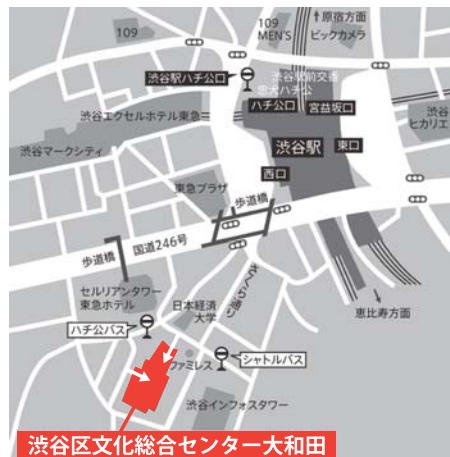 109
109
MEN'S
↑原宿方面
ビックカメラ
渋谷駅ハチ公口
渋谷駅前交番
忠犬ハチ公
ハチ公口
宮益坂口
渋谷エクセルホテル東急
渋谷
ヒカリエ
渋谷マークシティ
渋谷駅
東口
西口
東急プラザ
歩道橋
国道246号
歩道橋
セルリアンタワー
東急ホテル
日本経済
大学
さくら通り
恵比寿方面
ハチ公バス
シャトルバス
ファミレス
渋谷インフォスタワー
渋谷区文化総合センター大和田